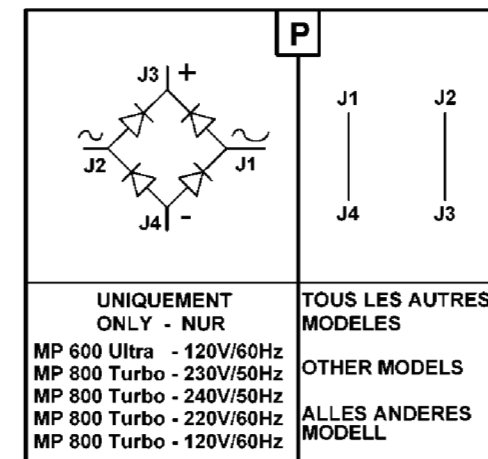 P
J3 +
J2
J1
J4 -
J1 J2
J4 J3
UNIQUEMENT
ONLY - NUR
MP 600 Ultra - 120V/60Hz
MP 800 Turbo - 230V/50Hz
MP 800 Turbo - 240V/50Hz
MP 800 Turbo - 220V/60Hz
MP 800 Turbo - 120V/60Hz
TOUS LES AUTRES
MODELES
OTHER MODELS
ALLES ANDERES
MODELL